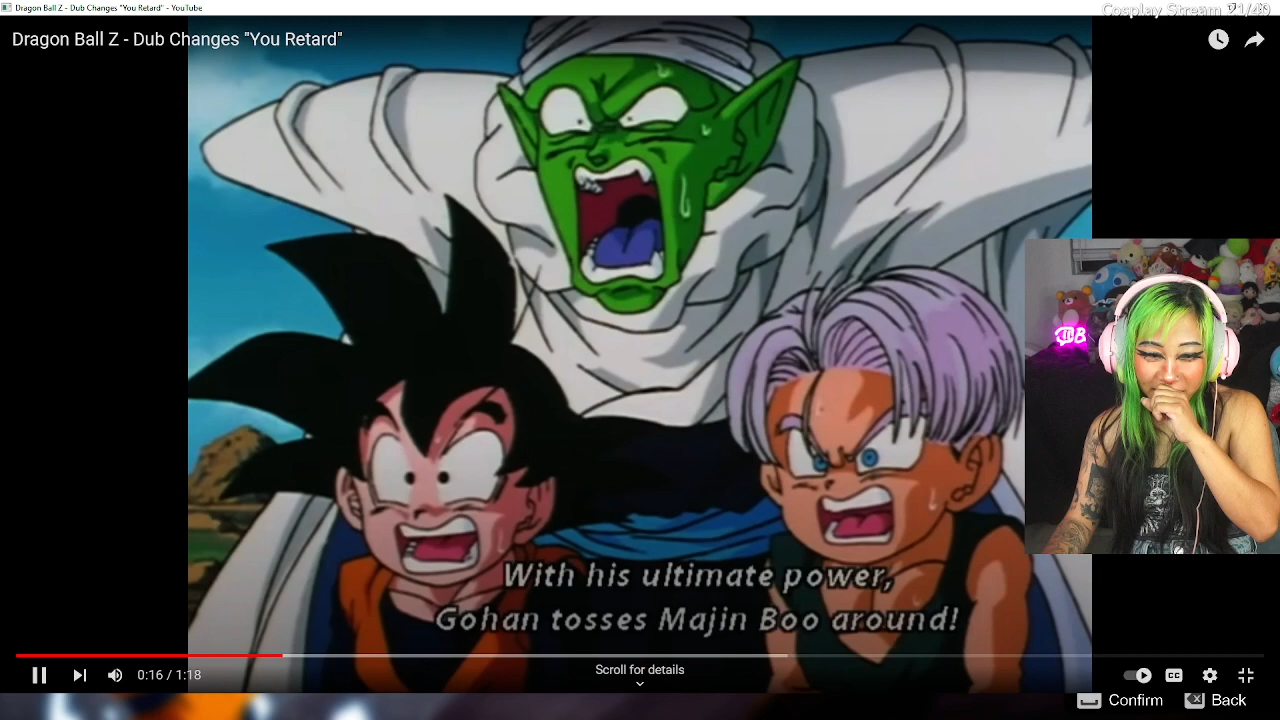 Dragon Ball Z - Dub Changes "You Retard" - YouTube
Cosplay Stream
Dragon Ball Z - Dub Changes "You Retard"
With his ultimate power,
Gohan tosses Majin Boo around!
0:16 / 1:18
Scroll for details
CC
Confirm
Back